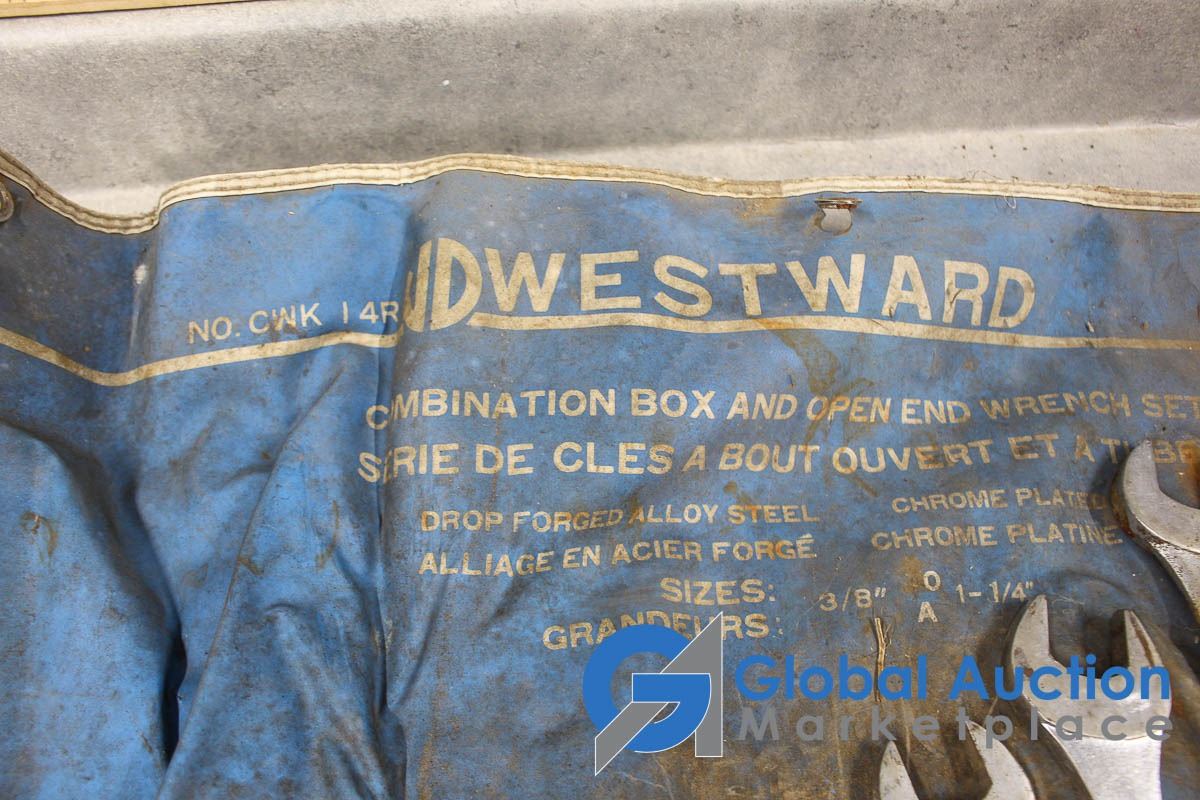 NO. CWK 14R WESTWARD
COMBINATION BOX AND OPEN END WRENCH SET
SERIE DE CLES A BOUT OUVERT ET A
DROP FORGED ALLOY STEEL CHROME PLATED
ALLIAGE EN ACIER FORGÉ CHROME PLATINE
SIZES: 3/8" O 1-1/4"
GRANDEURS: A
Global Auction
Marketplace